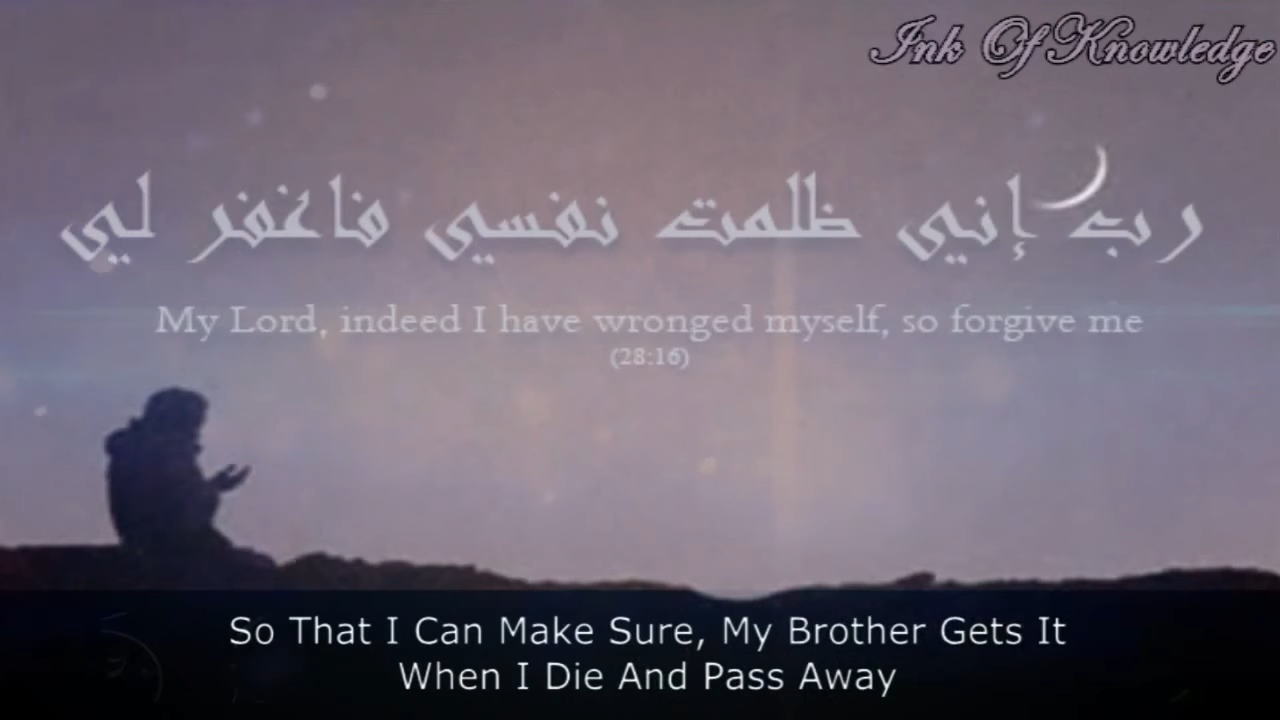 Ink Of Knowledge
رب إني ظلمت نفسي فاغفر لي
My Lord, indeed I have wronged myself, so forgive me
(28:16)
So That I Can Make Sure, My Brother Gets It
When I Die And Pass Away